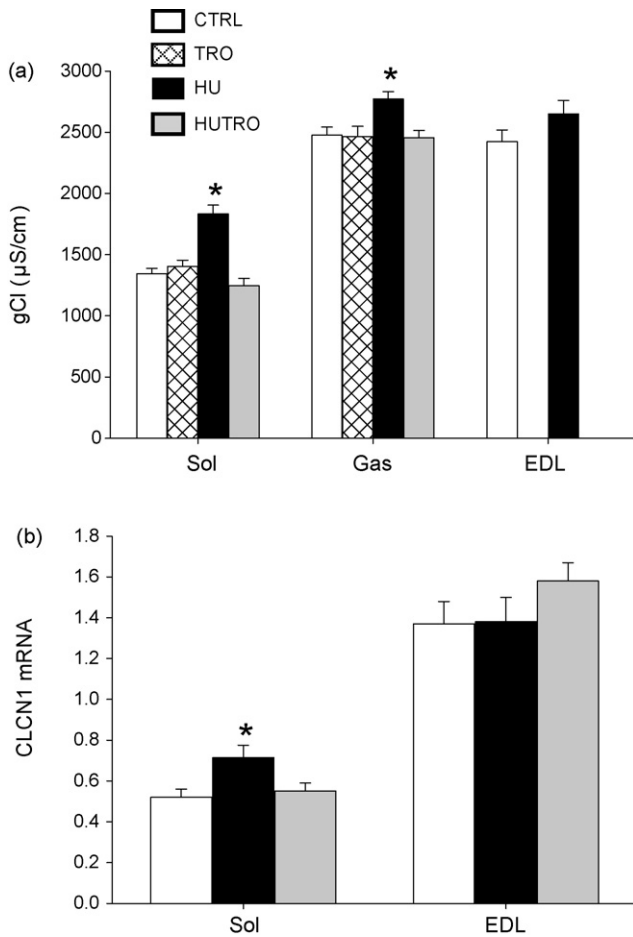 CTRL
TRO
HU
HUTRO
(a)
3000
2500
2000
1500
1000
500
0
gCl (µS/cm)
*
*
Sol Gas EDL
(b)
1.8
1.6
1.4
1.2
1.0
0.8
0.6
0.4
0.2
0.0
CLCN1 mRNA
*
Sol EDL